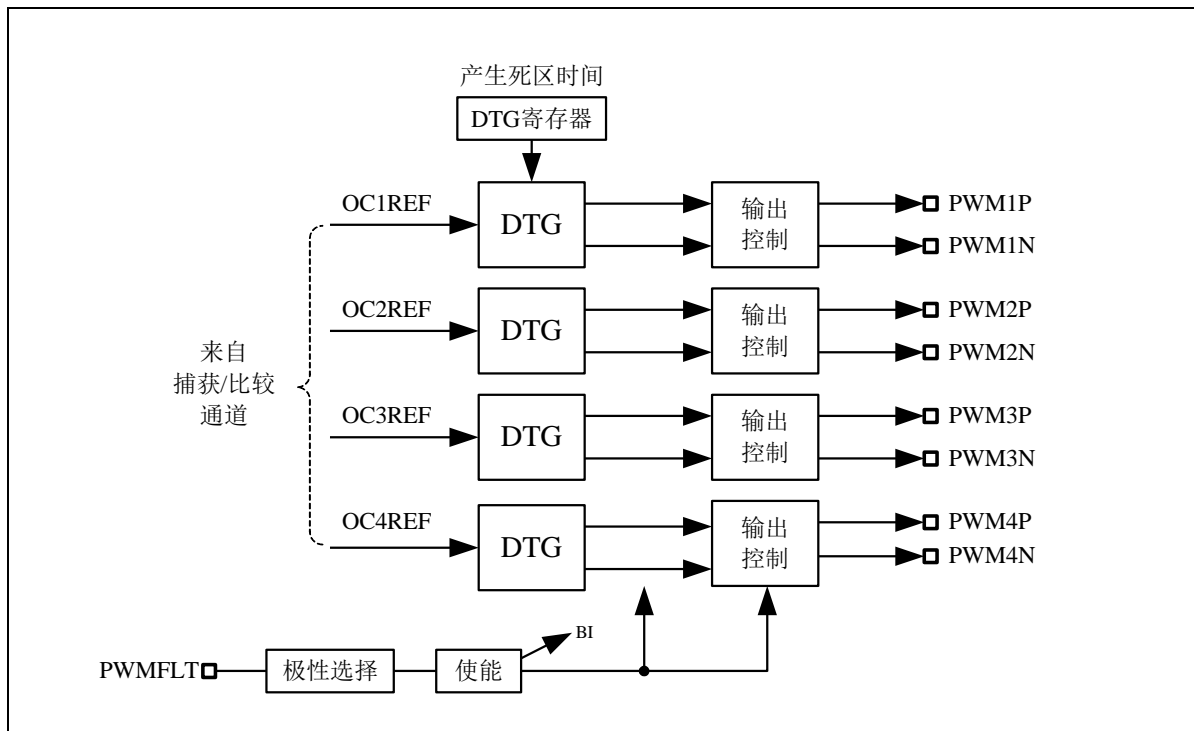 产生死区时间
DTG寄存器
OC1REF
DTG
输出
控制
PWM1P
PWM1N
OC2REF
DTG
输出
控制
PWM2P
PWM2N
来自
捕获/比较
通道
OC3REF
DTG
输出
控制
PWM3P
PWM3N
OC4REF
DTG
输出
控制
PWM4P
PWM4N
BI
PWMFLT
极性选择
使能